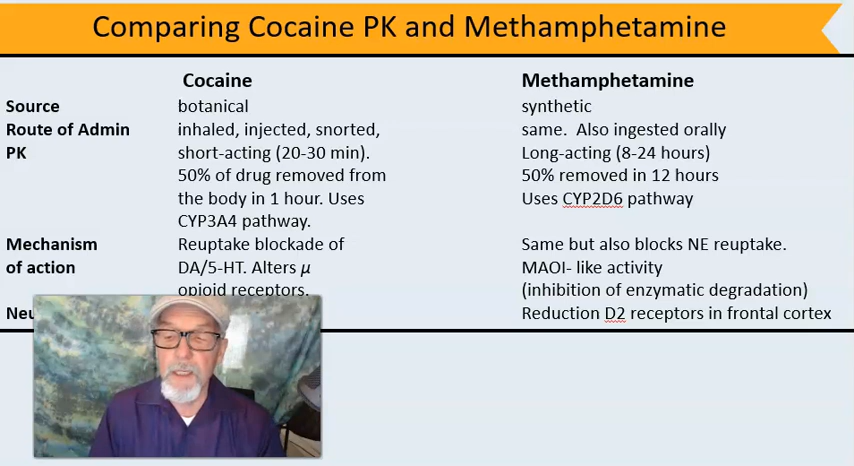 Comparing Cocaine PK and Methamphetamine
Cocaine Methamphetamine
Source botanical synthetic
Route of Admin inhaled, injected, snorted, same. Also ingested orally
PK short-acting (20-30 min). Long-acting (8-24 hours)
50% of drug removed from 50% removed in 12 hours
the body in 1 hour. Uses Uses CYP2D6 pathway
CYP3A4 pathway.
Mechanism Reuptake blockade of Same but also blocks NE reuptake.
of action DA/5-HT. Alters μ MAOI- like activity
opioid receptors. (inhibition of enzymatic degradation)
Reduction D2 receptors in frontal cortex